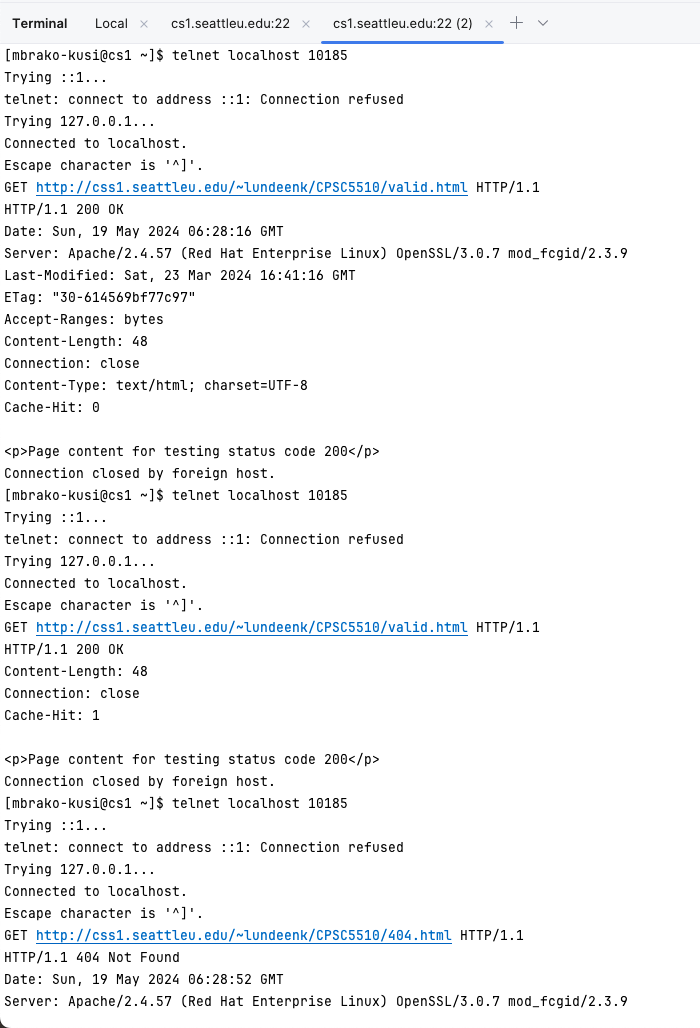 Terminal Local × cs1.seattleu.edu:22 × cs1.seattleu.edu:22 (2) ×
[mbrako-kusi@cs1 ~]$ telnet localhost 10185
Trying ::1...
telnet: connect to address ::1: Connection refused
Trying 127.0.0.1...
Connected to localhost.
Escape character is '^]'.
GET http://css1.seattleu.edu/~lundeenk/CPSC5510/valid.html HTTP/1.1
HTTP/1.1 200 OK
Date: Sun, 19 May 2024 06:28:16 GMT
Server: Apache/2.4.57 (Red Hat Enterprise Linux) OpenSSL/3.0.7 mod_fcgid/2.3.9
Last-Modified: Sat, 23 Mar 2024 16:41:16 GMT
ETag: "30-614569bf77c97"
Accept-Ranges: bytes
Content-Length: 48
Connection: close
Content-Type: text/html; charset=UTF-8
Cache-Hit: 0
<p>Page content for testing status code 200</p>
Connection closed by foreign host.
[mbrako-kusi@cs1 ~]$ telnet localhost 10185
Trying ::1...
telnet: connect to address ::1: Connection refused
Trying 127.0.0.1...
Connected to localhost.
Escape character is '^]'.
GET http://css1.seattleu.edu/~lundeenk/CPSC5510/valid.html HTTP/1.1
HTTP/1.1 200 OK
Content-Length: 48
Connection: close
Cache-Hit: 1
<p>Page content for testing status code 200</p>
Connection closed by foreign host.
[mbrako-kusi@cs1 ~]$ telnet localhost 10185
Trying ::1...
telnet: connect to address ::1: Connection refused
Trying 127.0.0.1...
Connected to localhost.
Escape character is '^]'.
GET http://css1.seattleu.edu/~lundeenk/CPSC5510/404.html HTTP/1.1
HTTP/1.1 404 Not Found
Date: Sun, 19 May 2024 06:28:52 GMT
Server: Apache/2.4.57 (Red Hat Enterprise Linux) OpenSSL/3.0.7 mod_fcgid/2.3.9